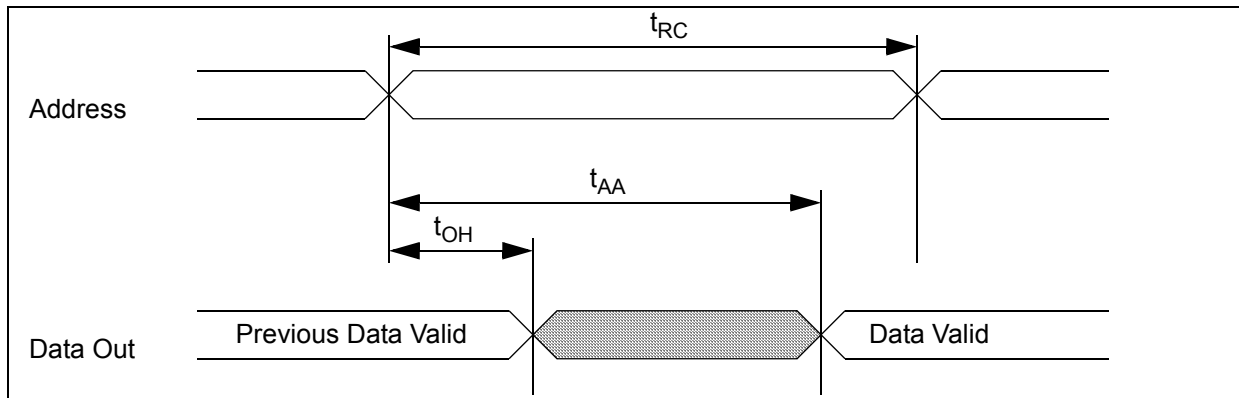 tRC
Address
tAA
tOH
Previous Data Valid
Data Valid
Data Out